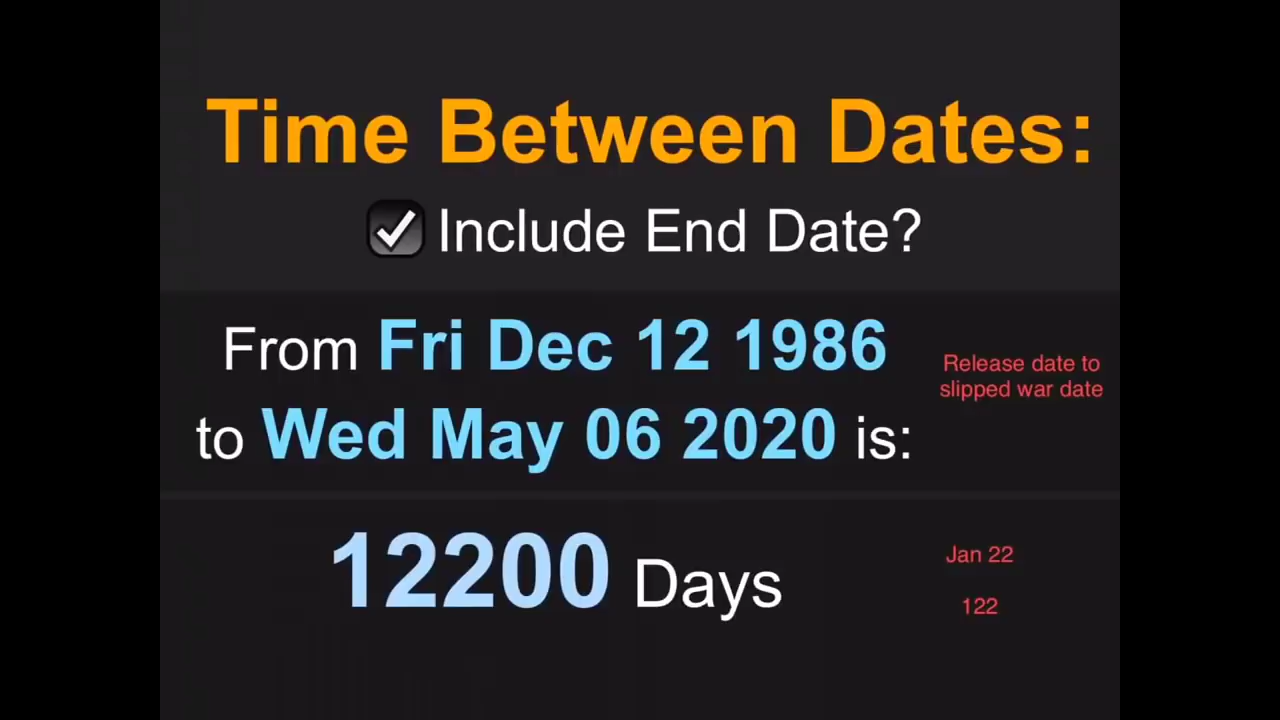 Time Between Dates:
Include End Date?
From Fri Dec 12 1986
to Wed May 06 2020 is:
Release date to
slipped war date
12200 Days
Jan 22
122